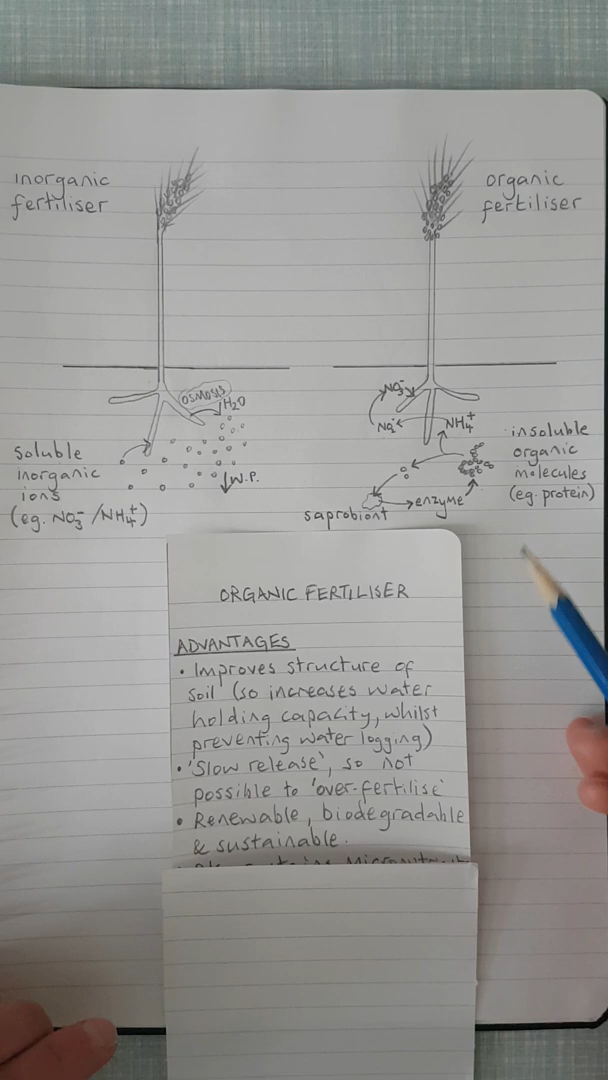 inorganic
fertiliser
organic
fertiliser
OSMOSIS
H₂O
soluble
inorganic
ions
(eg. NO₃⁻/NH₄⁺)
↓W.P.
NO₃⁻
NO₂⁻
NH₄⁺
insoluble
organic
molecules
(eg. protein)
saprobiont
enzyme
ORGANIC FERTILISER
ADVANTAGES
• Improves structure of
soil (so increases water
holding capacity, whilst
preventing water logging)
• 'Slow release', so not
possible to 'over-fertilise'
• Renewable, biodegradable
& sustainable.